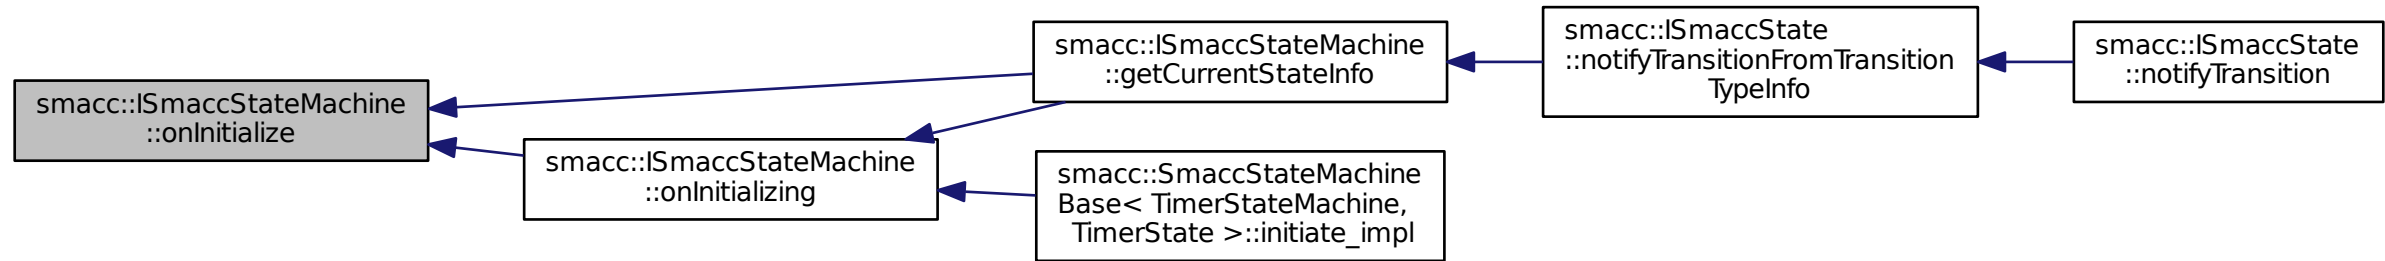 smacc::ISmaccStateMachine
::onInitialize
smacc::ISmaccStateMachine
::getCurrentStateInfo
smacc::ISmaccState
::notifyTransitionFromTransition
TypeInfo
smacc::ISmaccState
::notifyTransition
smacc::ISmaccStateMachine
::onInitializing
smacc::SmaccStateMachine
Base< TimerStateMachine,
TimerState >::initiate_impl